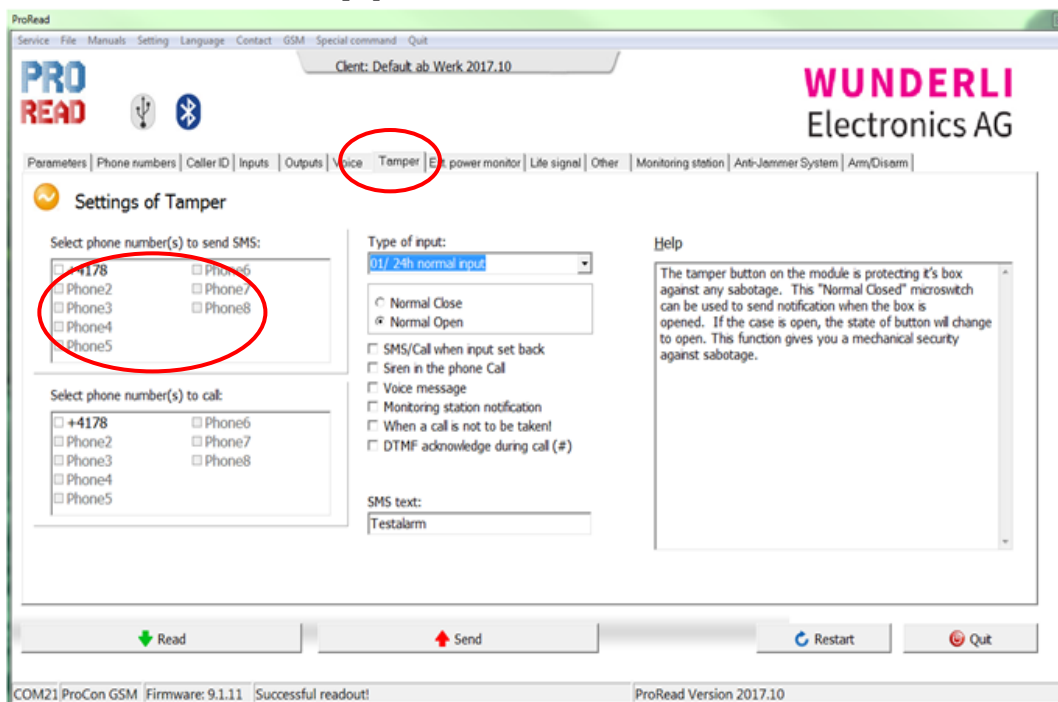 ProRead
Service File Manuals Setting Language Contact GSM Special command Quit
Client: Default ab Werk 2017.10
PRO
READ
WUNDERLI
Electronics AG
Parameters Phone numbers Caller ID Inputs Outputs Voice Tamper Ext. power monitor Life signal Other Monitoring station Anti-Jammer System Arm/Disarm
Settings of Tamper
Select phone number(s) to send SMS:
+4178 Phone6
Phone2 Phone7
Phone3 Phone8
Phone4
Phone5
Select phone number(s) to call:
+4178 Phone6
Phone2 Phone7
Phone3 Phone8
Phone4
Phone5
Type of input:
01/ 24h normal input
Normal Close
Normal Open
SMS/Call when input set back
Siren in the phone Call
Voice message
Monitoring station notification
When a call is not to be taken!
DTMF acknowledge during call (#)
SMS text:
Testalarm
Help
The tamper button on the module is protecting it's box
against any sabotage. This "Normal Closed" microswitch
can be used to send notification when the box is
opened. If the case is open, the state of button will change
to open. This function gives you a mechanical security
against sabotage.
Read Send Restart Quit
COM21 ProCon GSM Firmware: 9.1.11 Successful readout! ProRead Version 2017.10